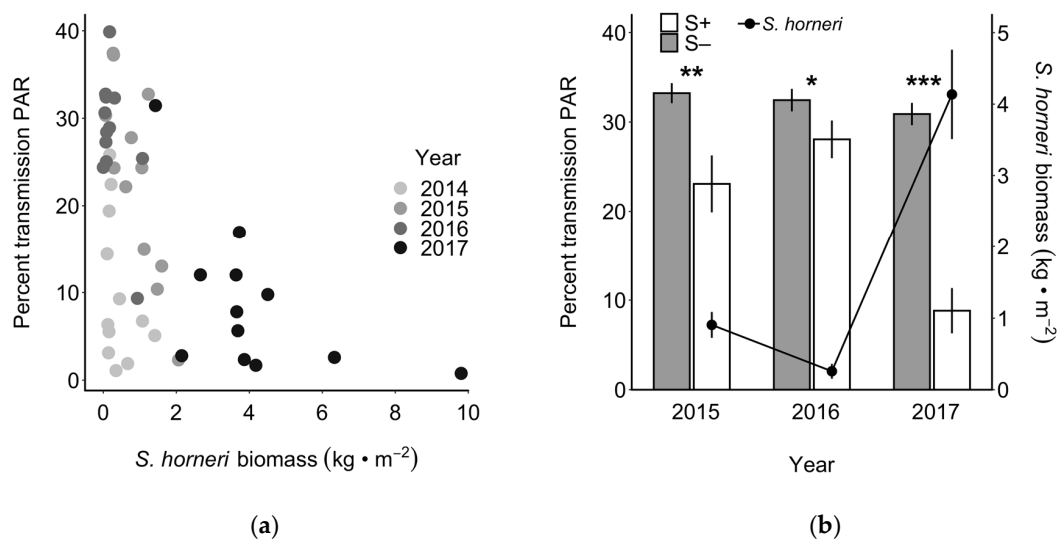 40
30
20
10
0
Percent transmission PAR
Year
2014
2015
2016
2017
0 2 4 6 8 10
S. horneri biomass (kg • m−2)
(a)
S+
S−
S. horneri
40
30
20
10
0
Percent transmission PAR
** * ***
5
4
3
2
1
0
S. horneri biomass (kg • m−2)
2015 2016 2017
Year
(b)